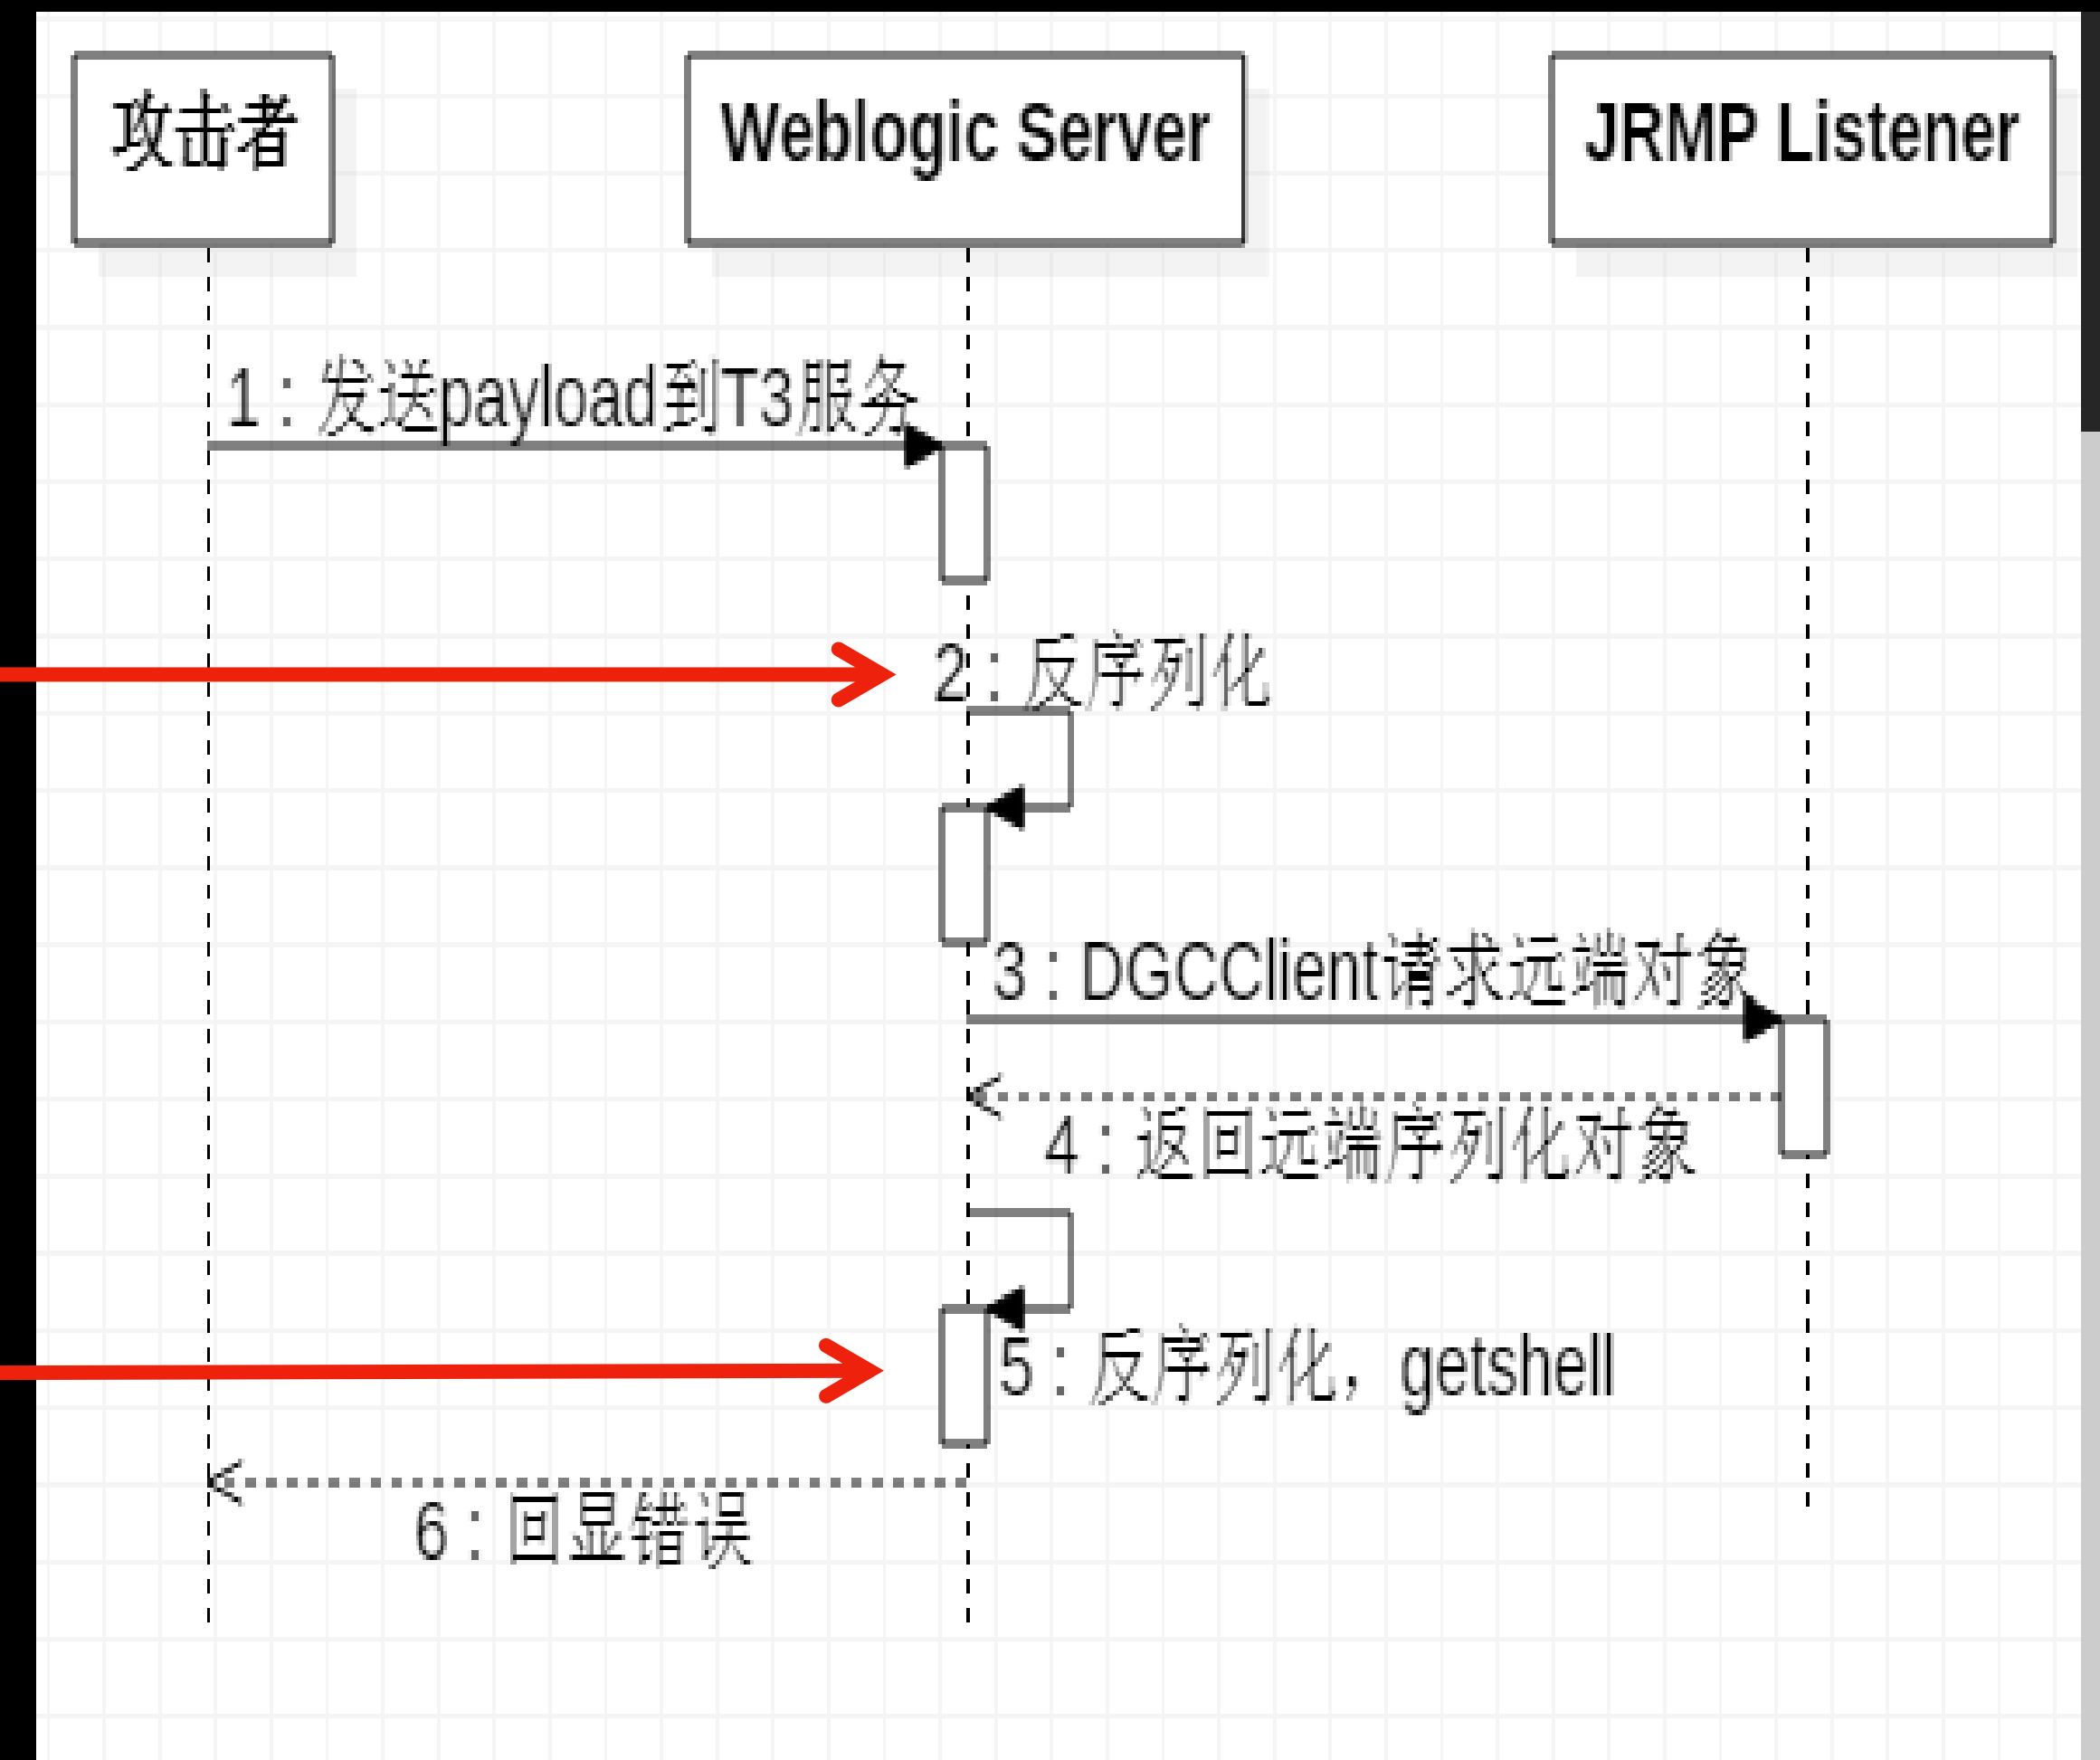 攻击者
Weblogic Server
JRMP Listener
1：发送payload到T3服务
2：反序列化
3：DGCClient请求远端对象
4：返回远端序列化对象
5：反序列化，getshell
6：回显错误